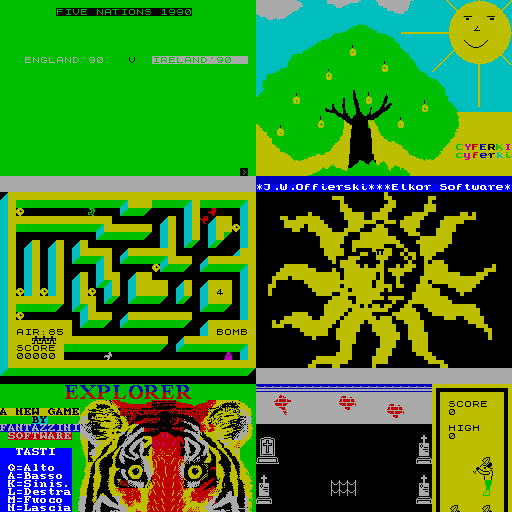 FIVE NATIONS 1990
ENGLAND'90 V IRELAND'90
>
CYFERKI
cyferki
*J.W.Offierski***Elkor Software*
4
AIR:85
BOMB
SCORE
00000
EXPLORER
A NEW GAME
BY
FANTAZZINI
SOFTWARE
TASTI
Q=Alto
A=Basso
K=Sinis.
L=Destra
M=Fuoco
H=Lascia
SCORE
0
HIGH
0